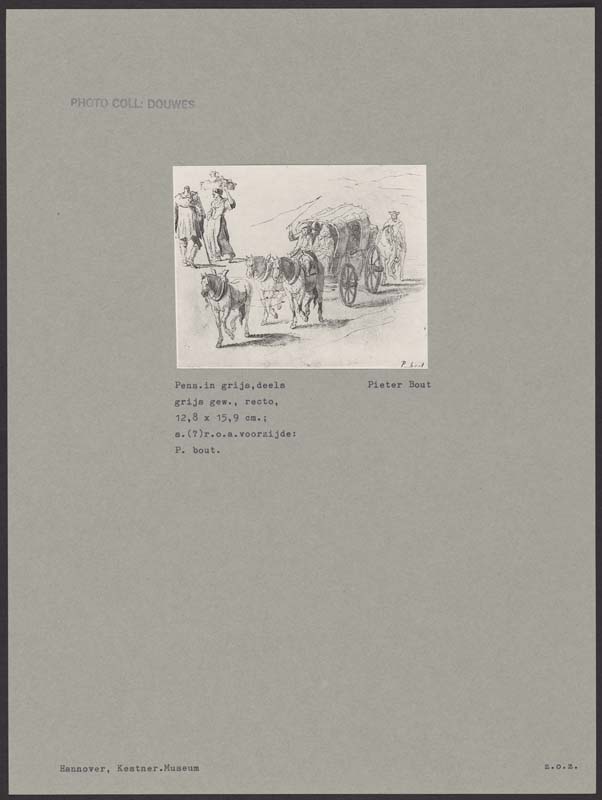 PHOTO COLL: DOUWES
P. bout
Pens.in grijs,deels
grijs gew., recto,
12,8 x 15,9 cm.;
s.(?)r.o.a.voorzijde:
P. bout.
Pieter Bout
Hannover, Kestner.Museum
z.o.z.